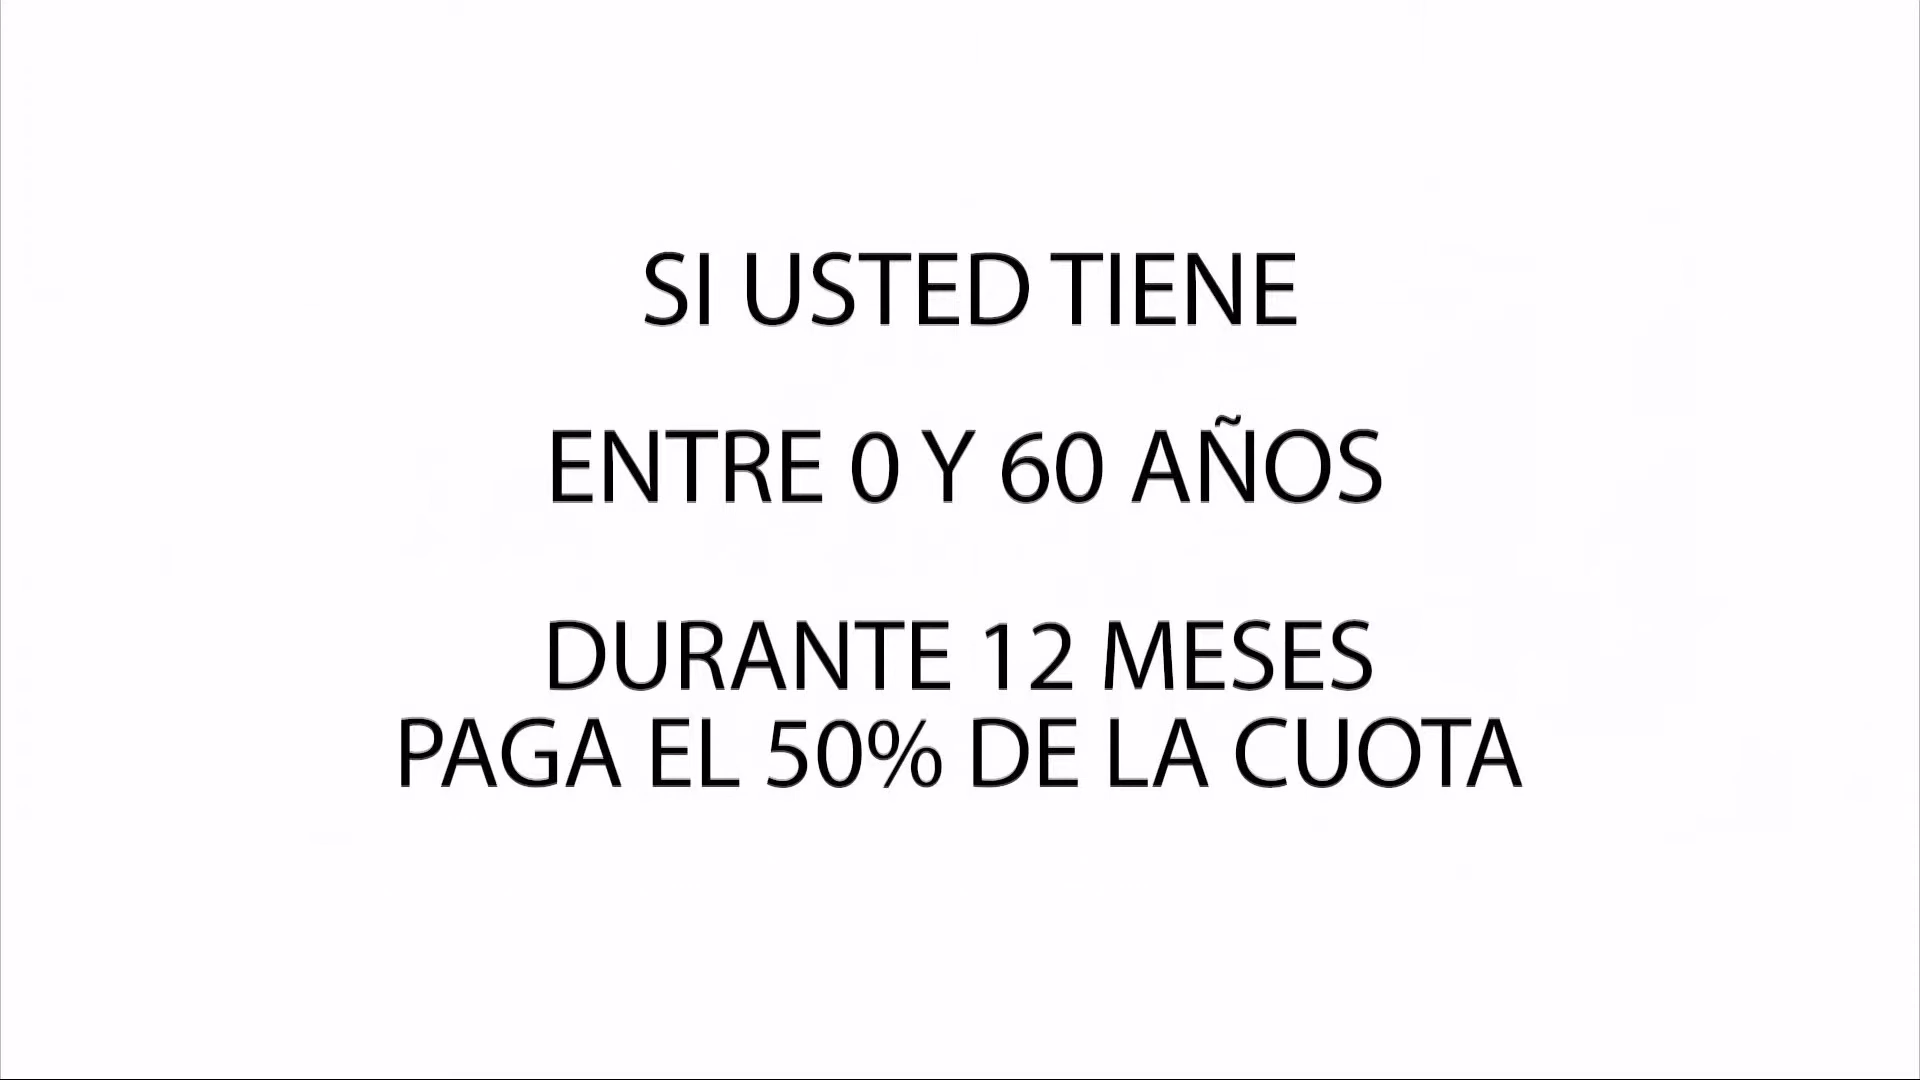 SI USTED TIENE
ENTRE 0 Y 60 AÑOS
DURANTE 12 MESES
PAGA EL 50% DE LA CUOTA